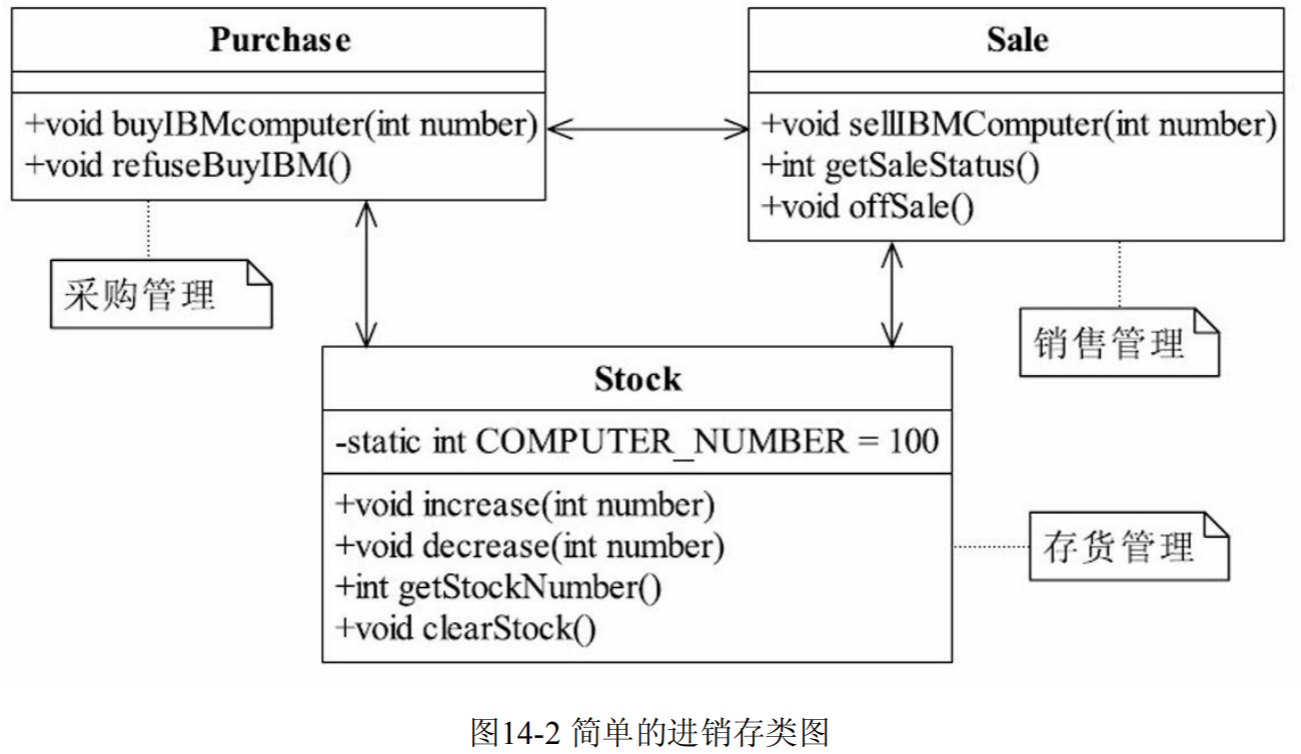 Purchase
+void buyIBMcomputer(int number)
+void refuseBuyIBM()
采购管理
Sale
+void sellIBMComputer(int number)
+int getSaleStatus()
+void offSale()
销售管理
Stock
-static int COMPUTER_NUMBER = 100
+void increase(int number)
+void decrease(int number)
+int getStockNumber()
+void clearStock()
存货管理
图14-2 简单的进销存类图